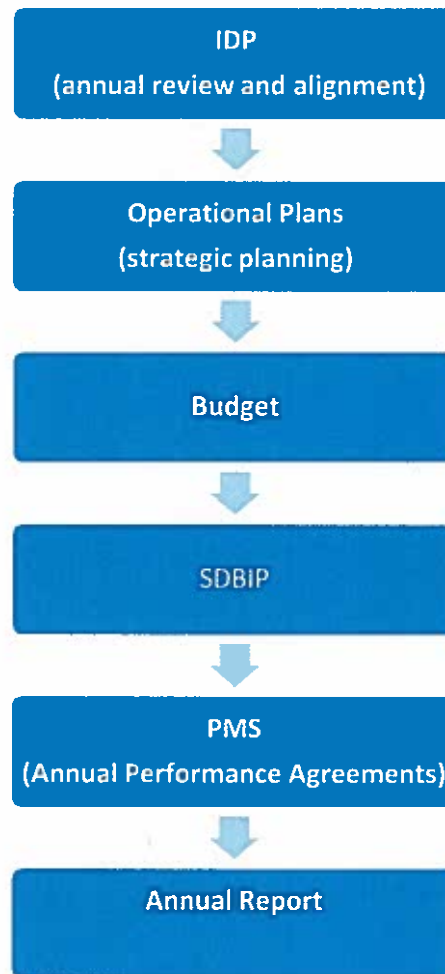 IDP
(annual review and alignment)
Operational Plans
(strategic planning)
Budget
SDBIP
PMS
(Annual Performance Agreements)
Annual Report